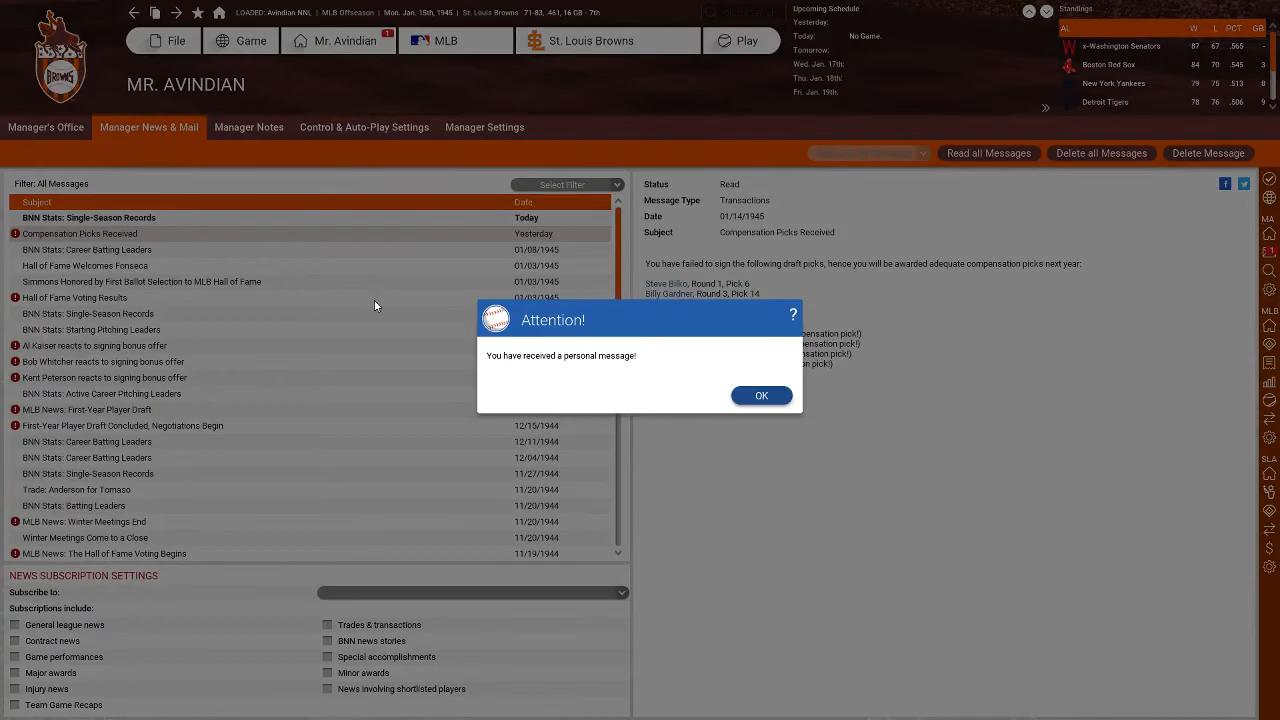 LOADED: Avindian NNL | MLB Offseason | Mon. Jan. 15th, 1945 | St. Louis Browns 71-83, .461, 16 GB - 7th
File
Game
Mr. Avindian
1
MLB
St. Louis Browns
Play
BROWNS
MR. AVINDIAN
Upcoming Schedule
Yesterday:
Today: No Game.
Tomorrow:
Wed. Jan. 17th:
Thu. Jan. 18th:
Fri. Jan. 19th:
Standings
AL W L PCT GB
x-Washington Senators 87 67 .565 -
Boston Red Sox 84 70 .545 3
New York Yankees 79 75 .513 8
Detroit Tigers 78 76 .506 9
Manager's Office
Manager News & Mail
Manager Notes
Control & Auto-Play Settings
Manager Settings
Read all Messages
Delete all Messages
Delete Message
Filter: All Messages
Select Filter
Subject Date
BNN Stats: Single-Season Records Today
Compensation Picks Received Yesterday
BNN Stats: Career Batting Leaders 01/08/1945
Hall of Fame Welcomes Fonseca 01/03/1945
Simmons Honored by First Ballot Selection to MLB Hall of Fame 01/03/1945
Hall of Fame Voting Results 01/03/1945
BNN Stats: Single-Season Records
BNN Stats: Starting Pitching Leaders
Al Kaiser reacts to signing bonus offer
Bob Whitcher reacts to signing bonus offer
Kent Peterson reacts to signing bonus offer
BNN Stats: Active Career Pitching Leaders
MLB News: First-Year Player Draft
First-Year Player Draft Concluded, Negotiations Begin 12/15/1944
BNN Stats: Career Batting Leaders 12/11/1944
BNN Stats: Career Batting Leaders 12/04/1944
BNN Stats: Single-Season Records 11/27/1944
Trade: Anderson for Tomaso 11/20/1944
BNN Stats: Batting Leaders 11/20/1944
MLB News: Winter Meetings End 11/20/1944
Winter Meetings Come to a Close 11/20/1944
MLB News: The Hall of Fame Voting Begins 11/19/1944
Status Read
Message Type Transactions
Date 01/14/1945
Subject Compensation Picks Received
You have failed to sign the following draft picks, hence you will be awarded adequate compensation picks next year:
Steve Bilko, Round 1, Pick 6
Billy Gardner, Round 3, Pick 14
pensation pick!)
pensation pick!)
nsation pick!)
nsation pick!)
Attention!
?
You have received a personal message!
OK
NEWS SUBSCRIPTION SETTINGS
Subscribe to:
Subscriptions include:
General league news
Trades & transactions
Contract news
BNN news stories
Game performances
Special accomplishments
Major awards
Minor awards
Injury news
News involving shortlisted players
Team Game Recaps
MA
1
MLB
SLA